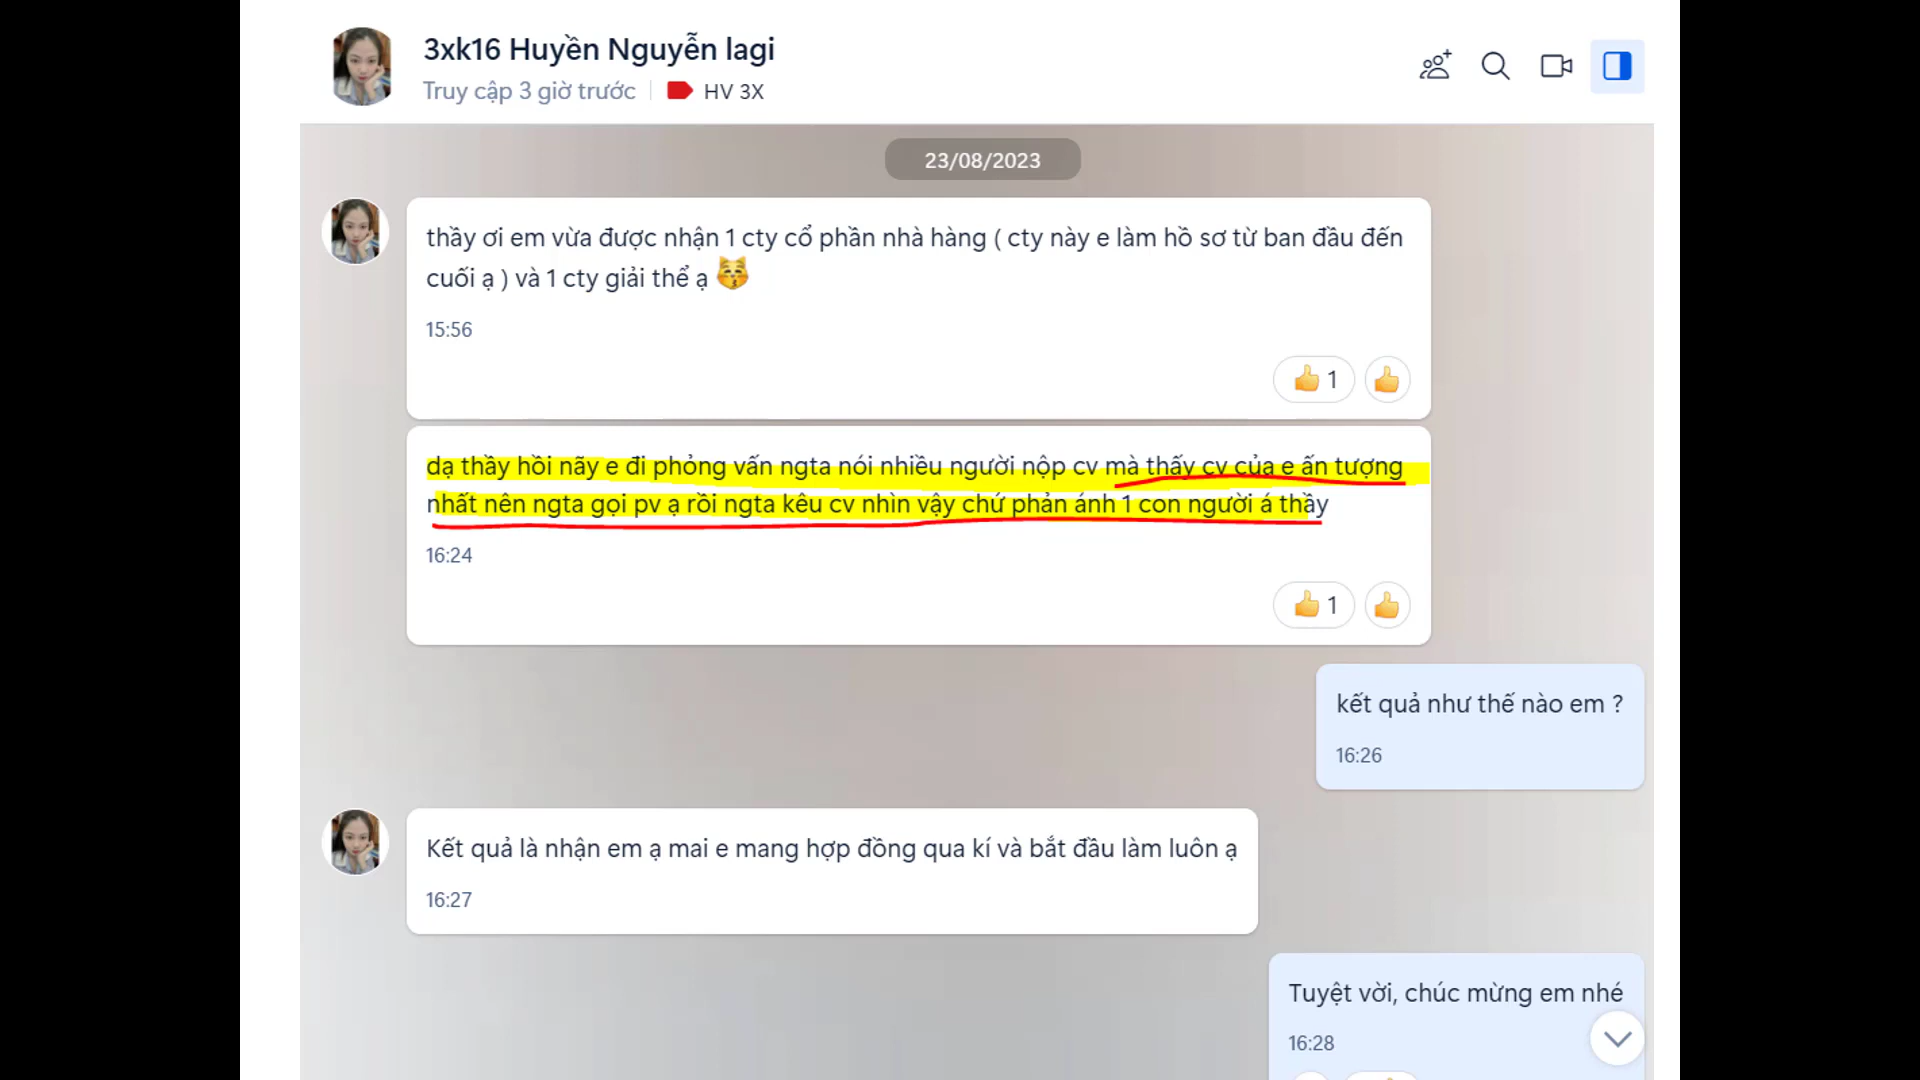 3xk16 Huyền Nguyễn lagi
Truy cập 3 giờ trước
HV 3X
23/08/2023
thầy ơi em vừa được nhận 1 cty cổ phần nhà hàng ( cty này e làm hồ sơ từ ban đầu đến
cuối ạ ) và 1 cty giải thể ạ
15:56
1
dạ thầy hồi nãy e đi phỏng vấn ngta nói nhiều người nộp cv mà thấy cv của e ấn tượng
nhất nên ngta gọi pv ạ rồi ngta kêu cv nhìn vậy chứ phản ánh 1 con người á thầy
16:24
1
kết quả như thế nào em ?
16:26
Kết quả là nhận em ạ mai e mang hợp đồng qua kí và bắt đầu làm luôn ạ
16:27
Tuyệt vời, chúc mừng em nhé
16:28